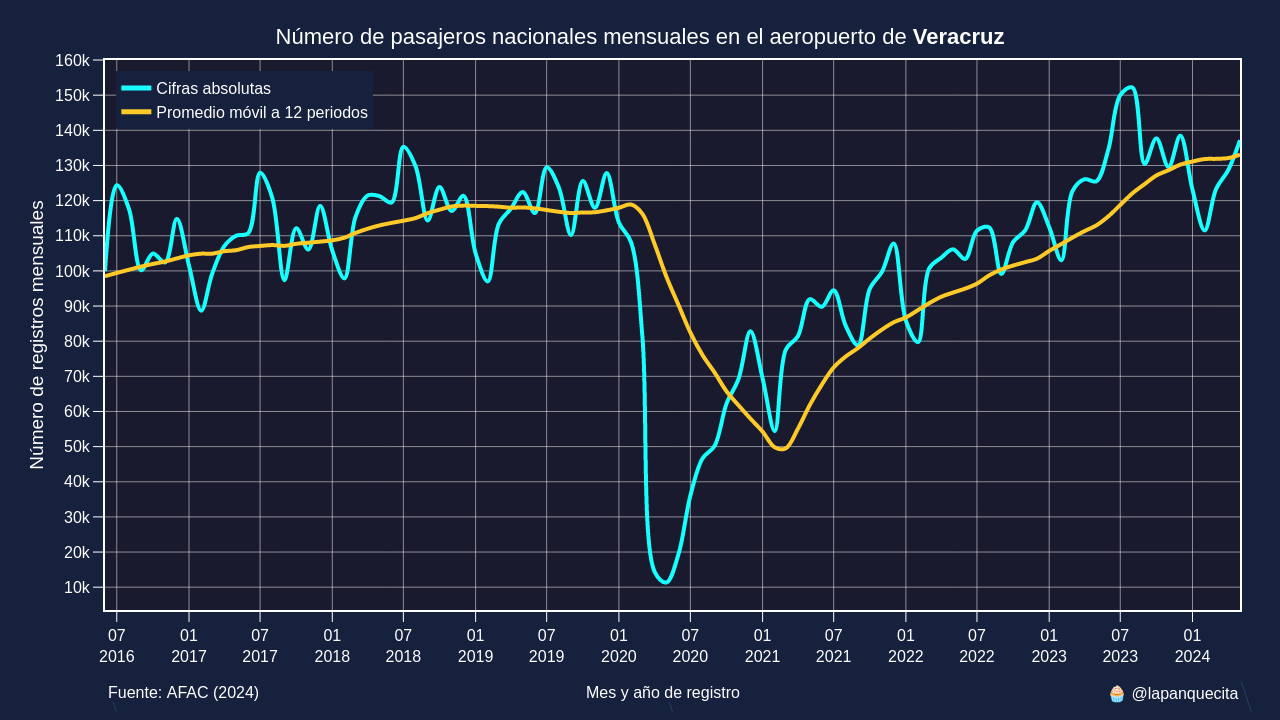 Número de pasajeros nacionales mensuales en el aeropuerto de Veracruz
Cifras absolutas
Promedio móvil a 12 periodos
Número de registros mensuales
160k
150k
140k
130k
120k
110k
100k
90k
80k
70k
60k
50k
40k
30k
20k
10k
07 01 07 01 07 01 07 01 07 01 07 01 07 01 07 01
2016 2017 2017 2018 2018 2019 2019 2020 2020 2021 2021 2022 2022 2023 2023 2024
Fuente: AFAC (2024)
Mes y año de registro
🧁 @lapanquecita